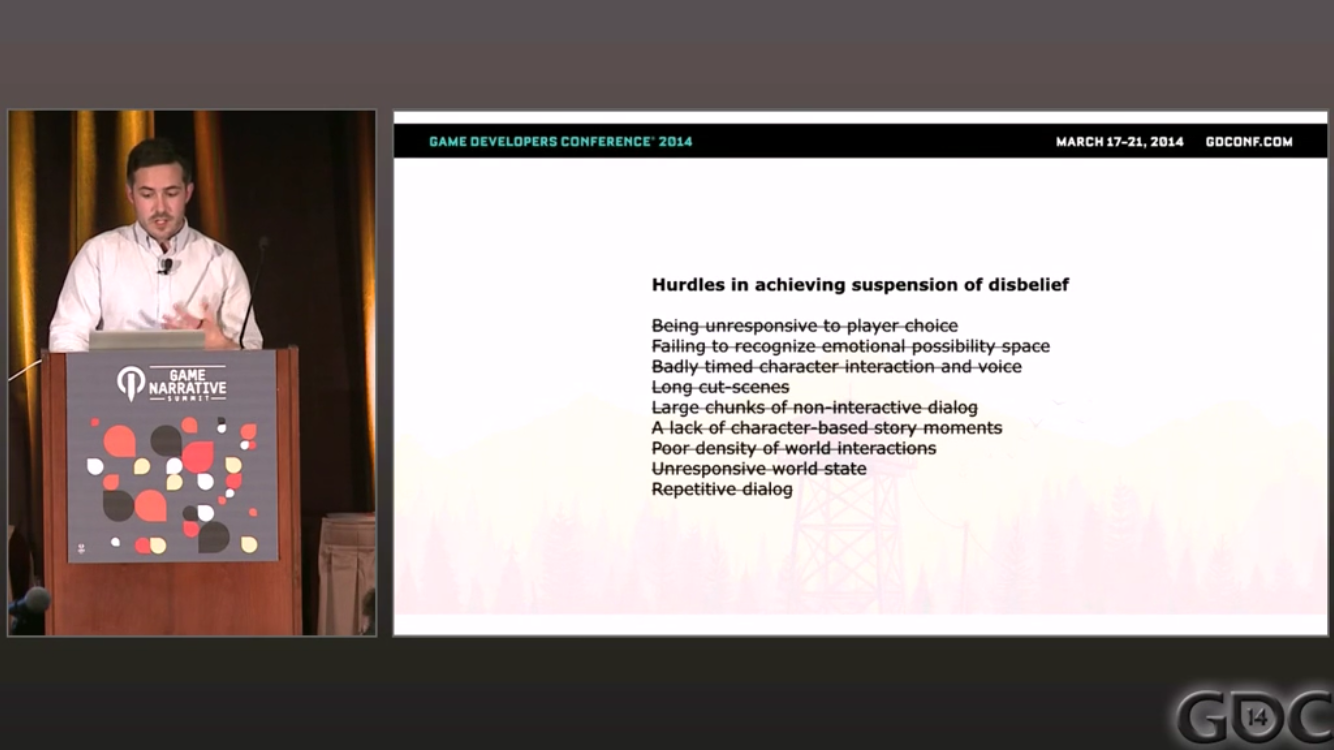 GAME DEVELOPERS CONFERENCE® 2014
MARCH 17-21, 2014 GDCONF.COM
Hurdles in achieving suspension of disbelief
Being unresponsive to player choice
Failing to recognize emotional possibility space
Badly timed character interaction and voice
Long cut-scenes
Large chunks of non-interactive dialog
A lack of character-based story moments
Poor density of world interactions
Unresponsive world state
Repetitive dialog
GAME
NARRATIVE
SUMMIT
GDC
14